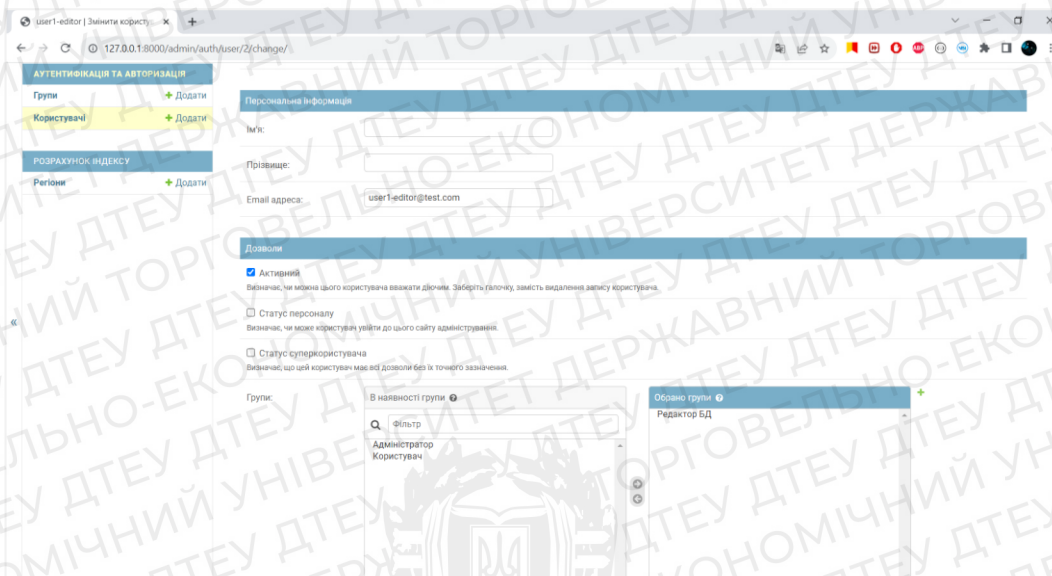 user1-editor | Змінити користу
127.0.0.1:8000/admin/auth/user/2/change/
АУТЕНТИФІКАЦІЯ ТА АВТОРИЗАЦІЯ
Групи
+ Додати
Користувачі
+ Додати
РОЗРАХУНОК ІНДЕКСУ
Регіони
+ Додати
Персональна інформація
Ім'я:
Прізвище:
Email адреса:
user1-editor@test.com
Дозволи
Активний
Визначає, чи можна цього користувача вважати діючим. Заберіть галочку, замість видалення запису користувача.
Статус персоналу
Визначає, чи може користувач увійти до цього сайту адміністрування.
Статус суперкористувача
Визначає, що цей користувач має всі дозволи без їх точного зазначення.
Групи:
В наявності групи
Фільтр
Адміністратор
Користувач
Обрано групи
Редактор БД